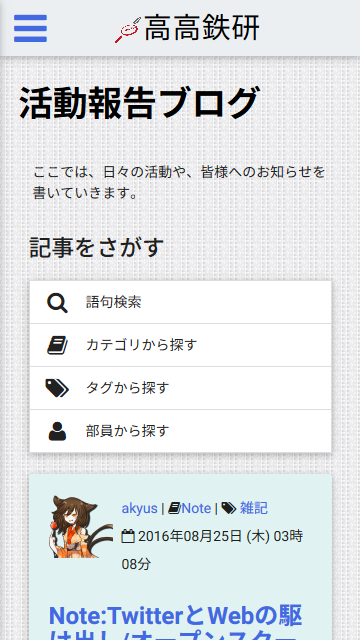 高高鉄研
活動報告ブログ
ここでは、日々の活動や、皆様へのお知らせを
書いていきます。
記事をさがす
語句検索
カテゴリから探す
タグから探す
部員から探す
akyus | Note | 雑記
2016年08月25日 (木) 03時
08分
Note:TwitterとWebの駆
け出し/オープンスクー